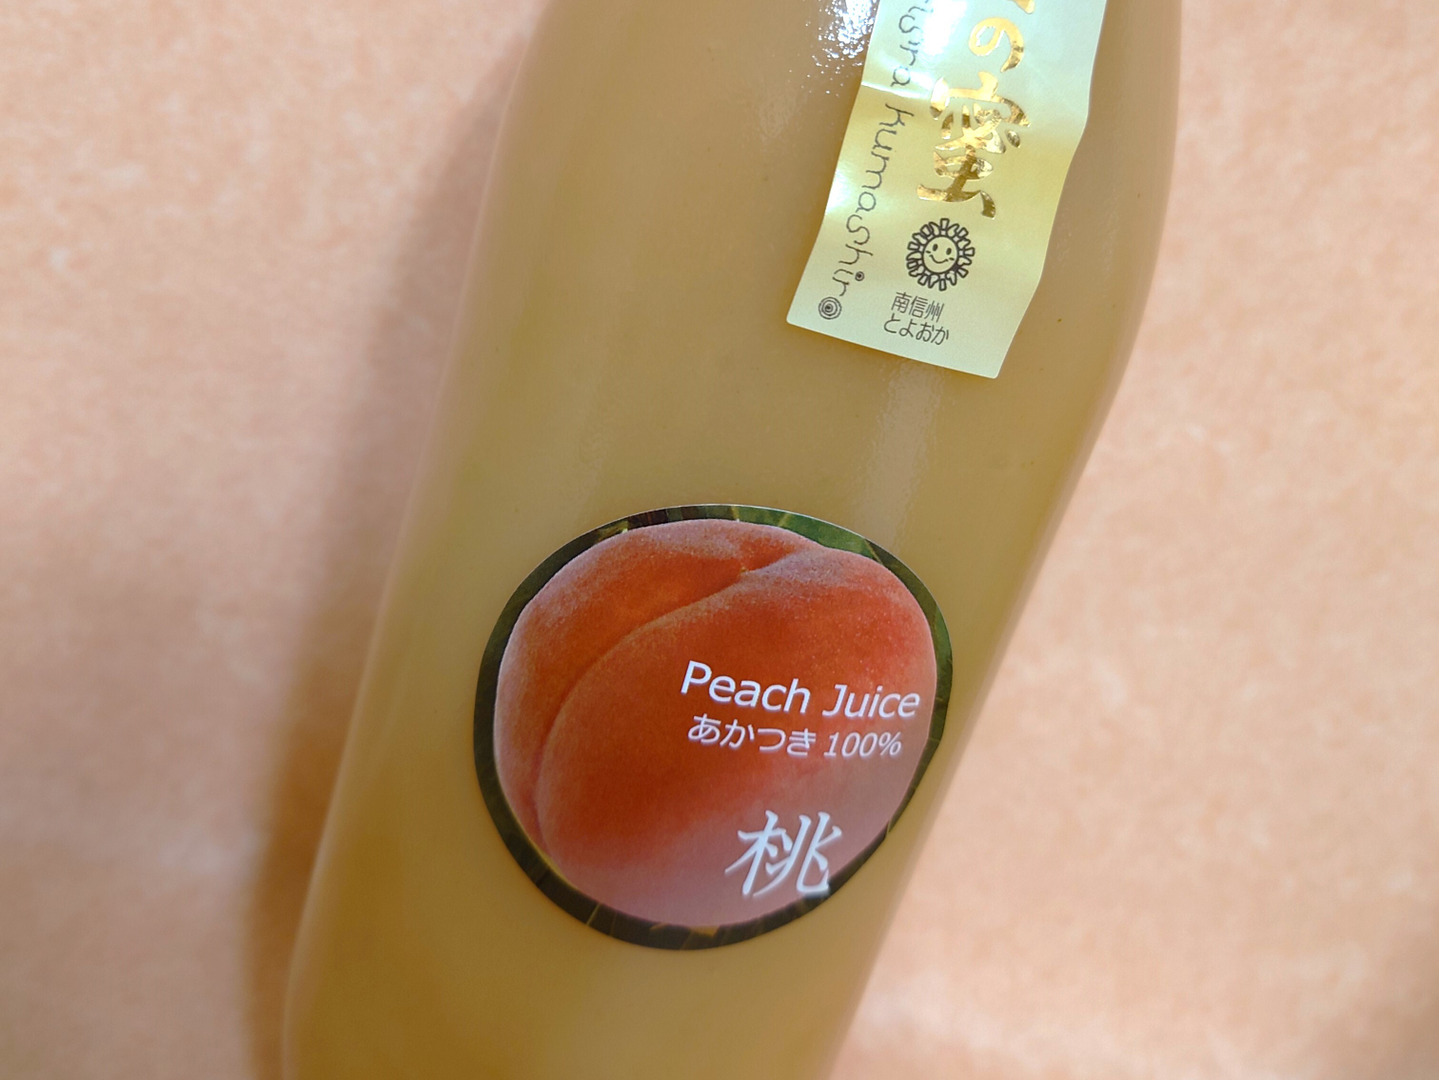 の蜜
Kumashiro
南信州
とよおか
Peach Juice
あかつき 100%
桃